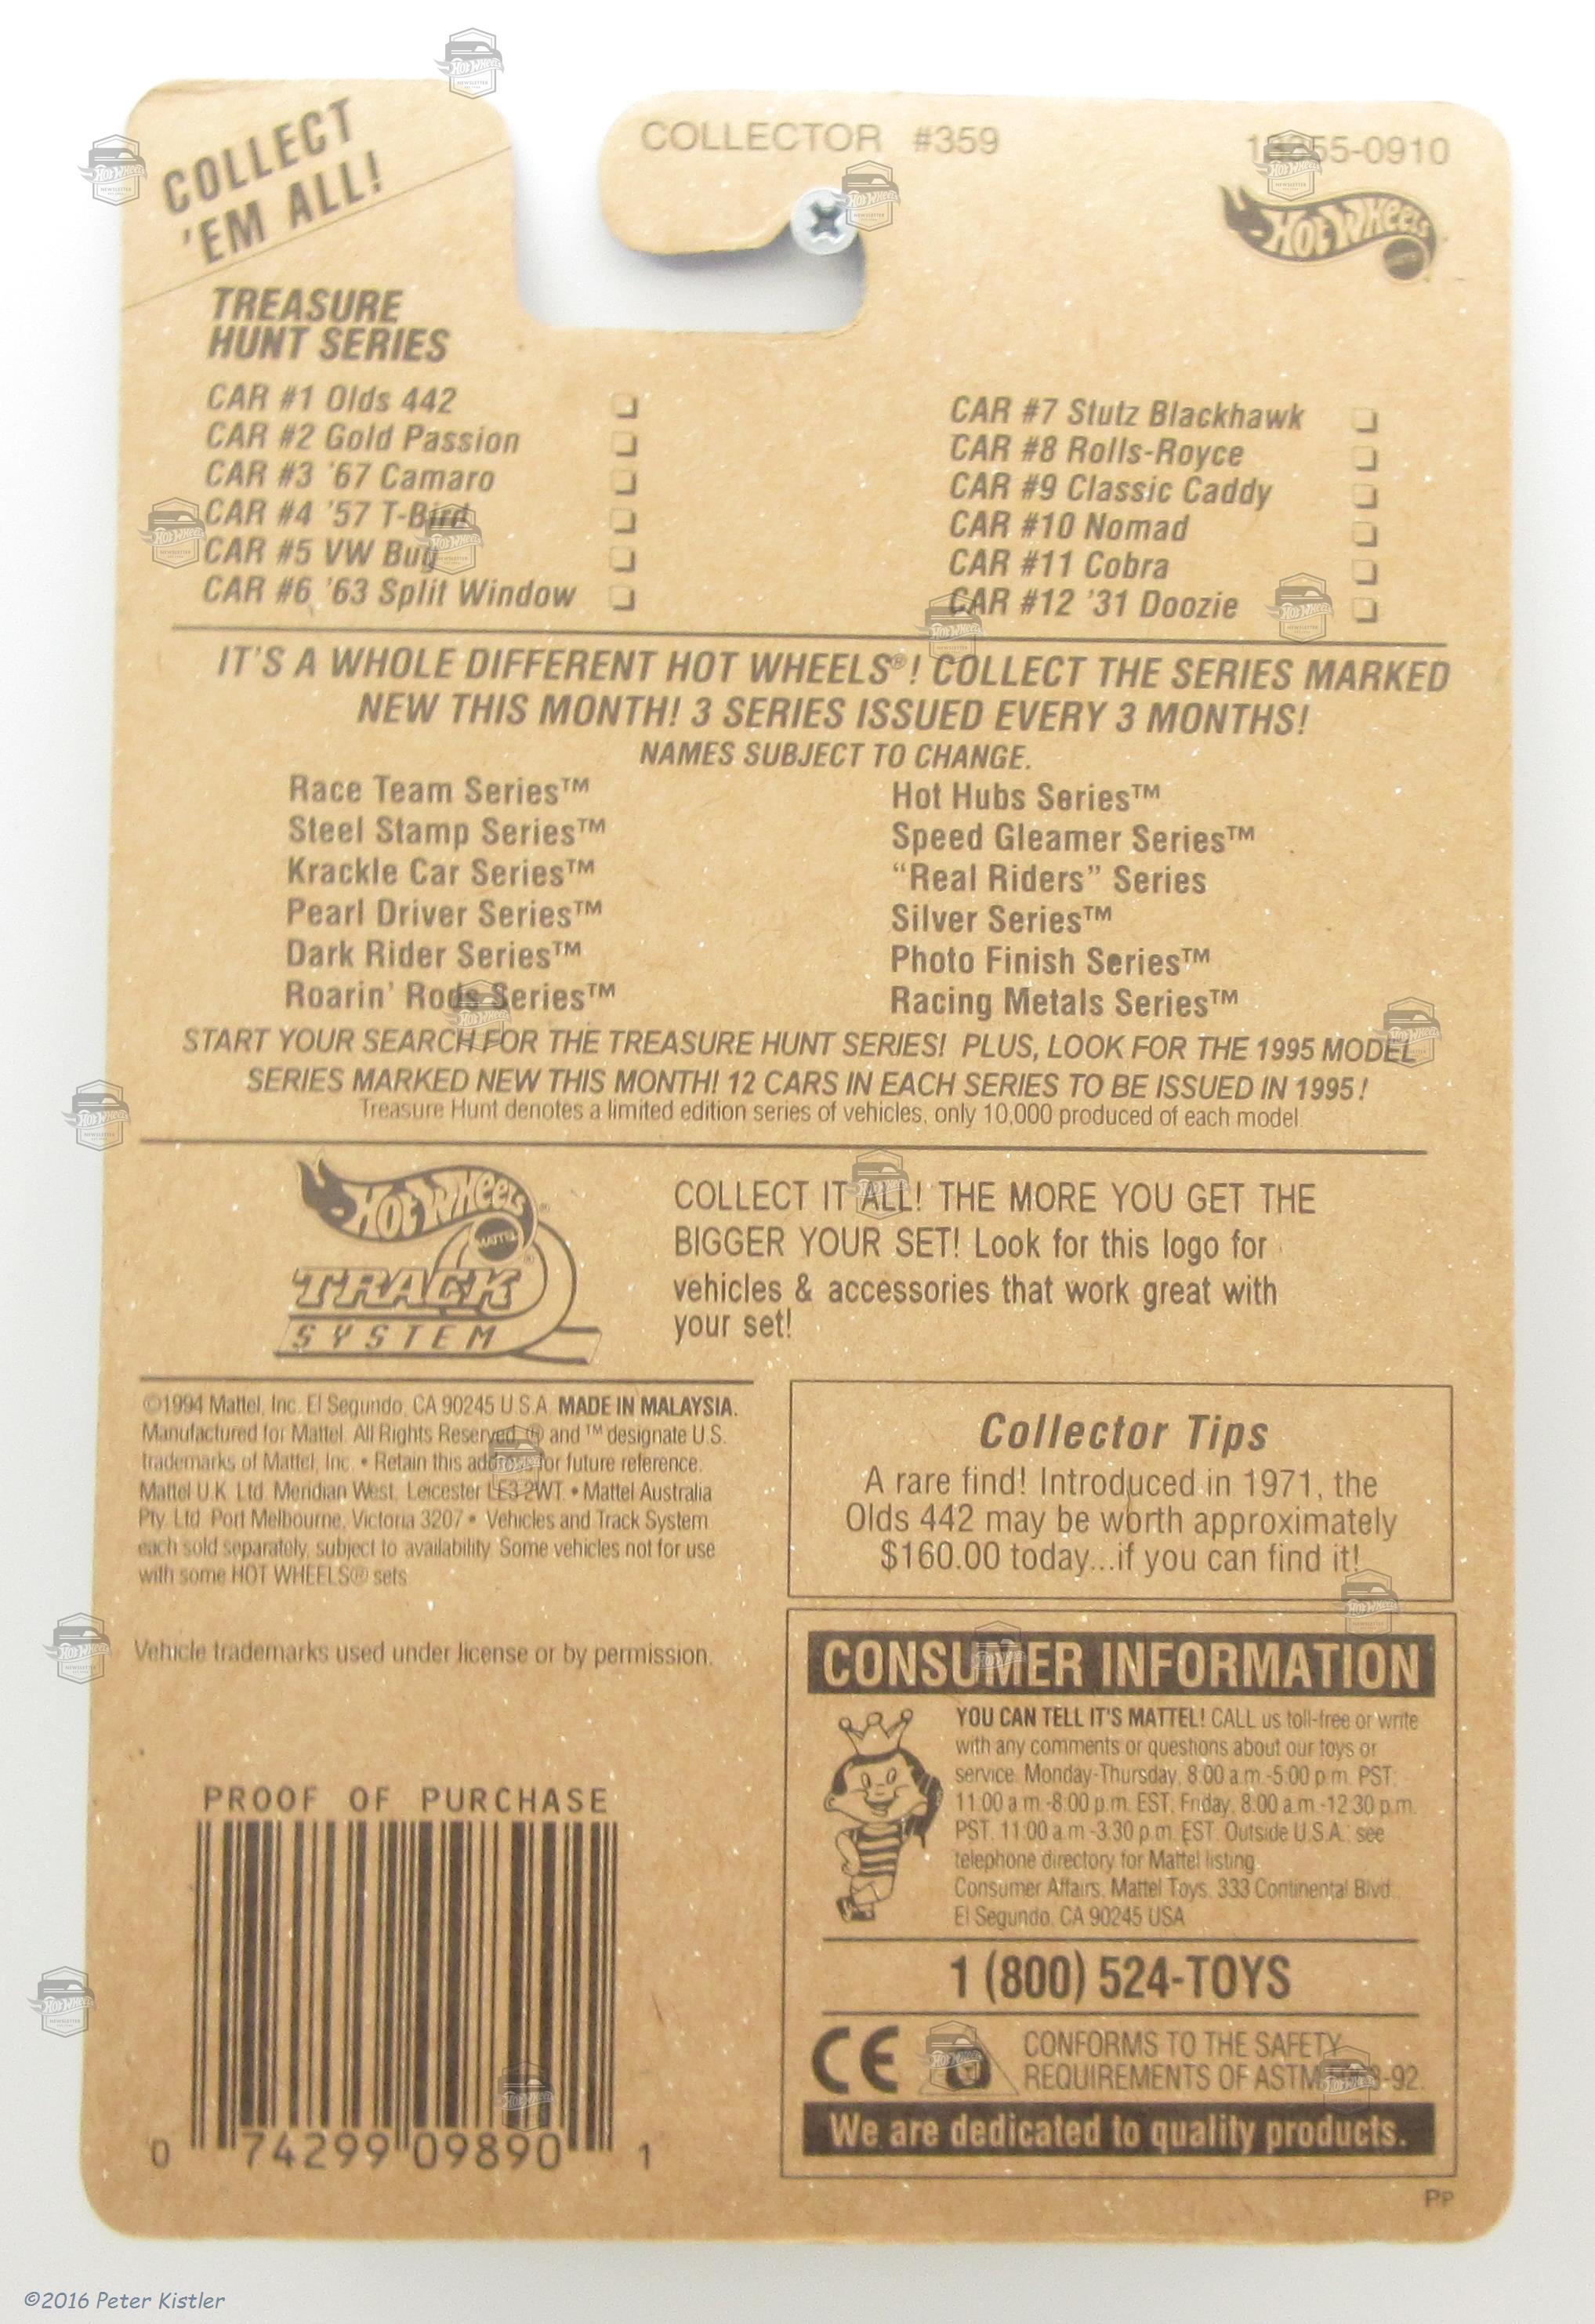 COLLECT
'EM ALL!
COLLECTOR #359
-0910
HOT WHEELS
MATTEL
TREASURE
HUNT SERIES
CAR #1 Olds 442
CAR #2 Gold Passion
CAR #3 '67 Camaro
CAR #4 '57 T-Bird
CAR #5 VW Bug
CAR #6 '63 Split Window
CAR #7 Stutz Blackhawk
CAR #8 Rolls-Royce
CAR #9 Classic Caddy
CAR #10 Nomad
CAR #11 Cobra
CAR #12 '31 Doozie
IT'S A WHOLE DIFFERENT HOT WHEELS®! COLLECT THE SERIES MARKED
NEW THIS MONTH! 3 SERIES ISSUED EVERY 3 MONTHS!
NAMES SUBJECT TO CHANGE.
Race Team Series™
Steel Stamp Series™
Krackle Car Series™
Pearl Driver Series™
Dark Rider Series™
Roarin' Rods Series™
Hot Hubs Series™
Speed Gleamer Series™
“Real Riders” Series
Silver Series™
Photo Finish Series™
Racing Metals Series™
START YOUR SEARCH FOR THE TREASURE HUNT SERIES! PLUS, LOOK FOR THE 1995 MODEL
SERIES MARKED NEW THIS MONTH! 12 CARS IN EACH SERIES TO BE ISSUED IN 1995!
Treasure Hunt denotes a limited edition series of vehicles, only 10,000 produced of each model.
HOT WHEELS®
MATTEL
TRACK®
SYSTEM
COLLECT IT ALL! THE MORE YOU GET THE
BIGGER YOUR SET! Look for this logo for
vehicles & accessories that work great with
your set!
©1994 Mattel, Inc. El Segundo, CA 90245 U.S.A. MADE IN MALAYSIA.
Manufactured for Mattel. All Rights Reserved. ® and ™ designate U.S.
trademarks of Mattel, Inc. • Retain this address for future reference.
Mattel U.K. Ltd. Meridian West, Leicester LE3 2WT. • Mattel Australia
Pty. Ltd. Port Melbourne, Victoria 3207 • Vehicles and Track System
each sold separately, subject to availability. Some vehicles not for use
with some HOT WHEELS® sets.
Vehicle trademarks used under license or by permission.
Collector Tips
A rare find! Introduced in 1971, the
Olds 442 may be worth approximately
$160.00 today...if you can find it!
CONSUMER INFORMATION
YOU CAN TELL IT'S MATTEL! CALL us toll-free or write
with any comments or questions about our toys or
service. Monday-Thursday, 8:00 a.m.-5:00 p.m. PST;
11:00 a.m.-8:00 p.m. EST, Friday, 8:00 a.m.-12:30 p.m.
PST, 11:00 a.m.-3:30 p.m. EST. Outside U.S.A.: see
telephone directory for Mattel listing.
Consumer Affairs, Mattel Toys, 333 Continental Blvd.,
El Segundo, CA 90245 USA
1 (800) 524-TOYS
CE
CONFORMS TO THE SAFETY
REQUIREMENTS OF ASTM -92.
We are dedicated to quality products.
PROOF OF PURCHASE
0 74299 09890 1
PP
©2016 Peter Kistler